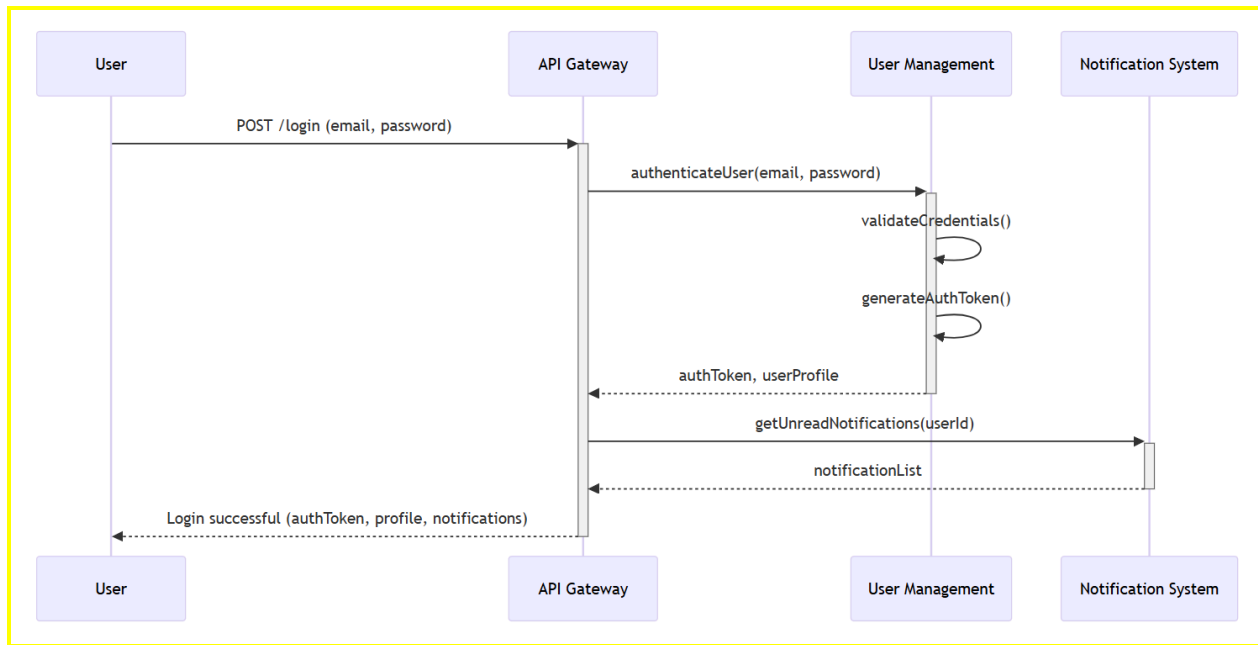 User
API Gateway
User Management
Notification System
POST /login (email, password)
authenticateUser(email, password)
validateCredentials()
generateAuthToken()
authToken, userProfile
getUnreadNotifications(userId)
notificationList
Login successful (authToken, profile, notifications)
User
API Gateway
User Management
Notification System